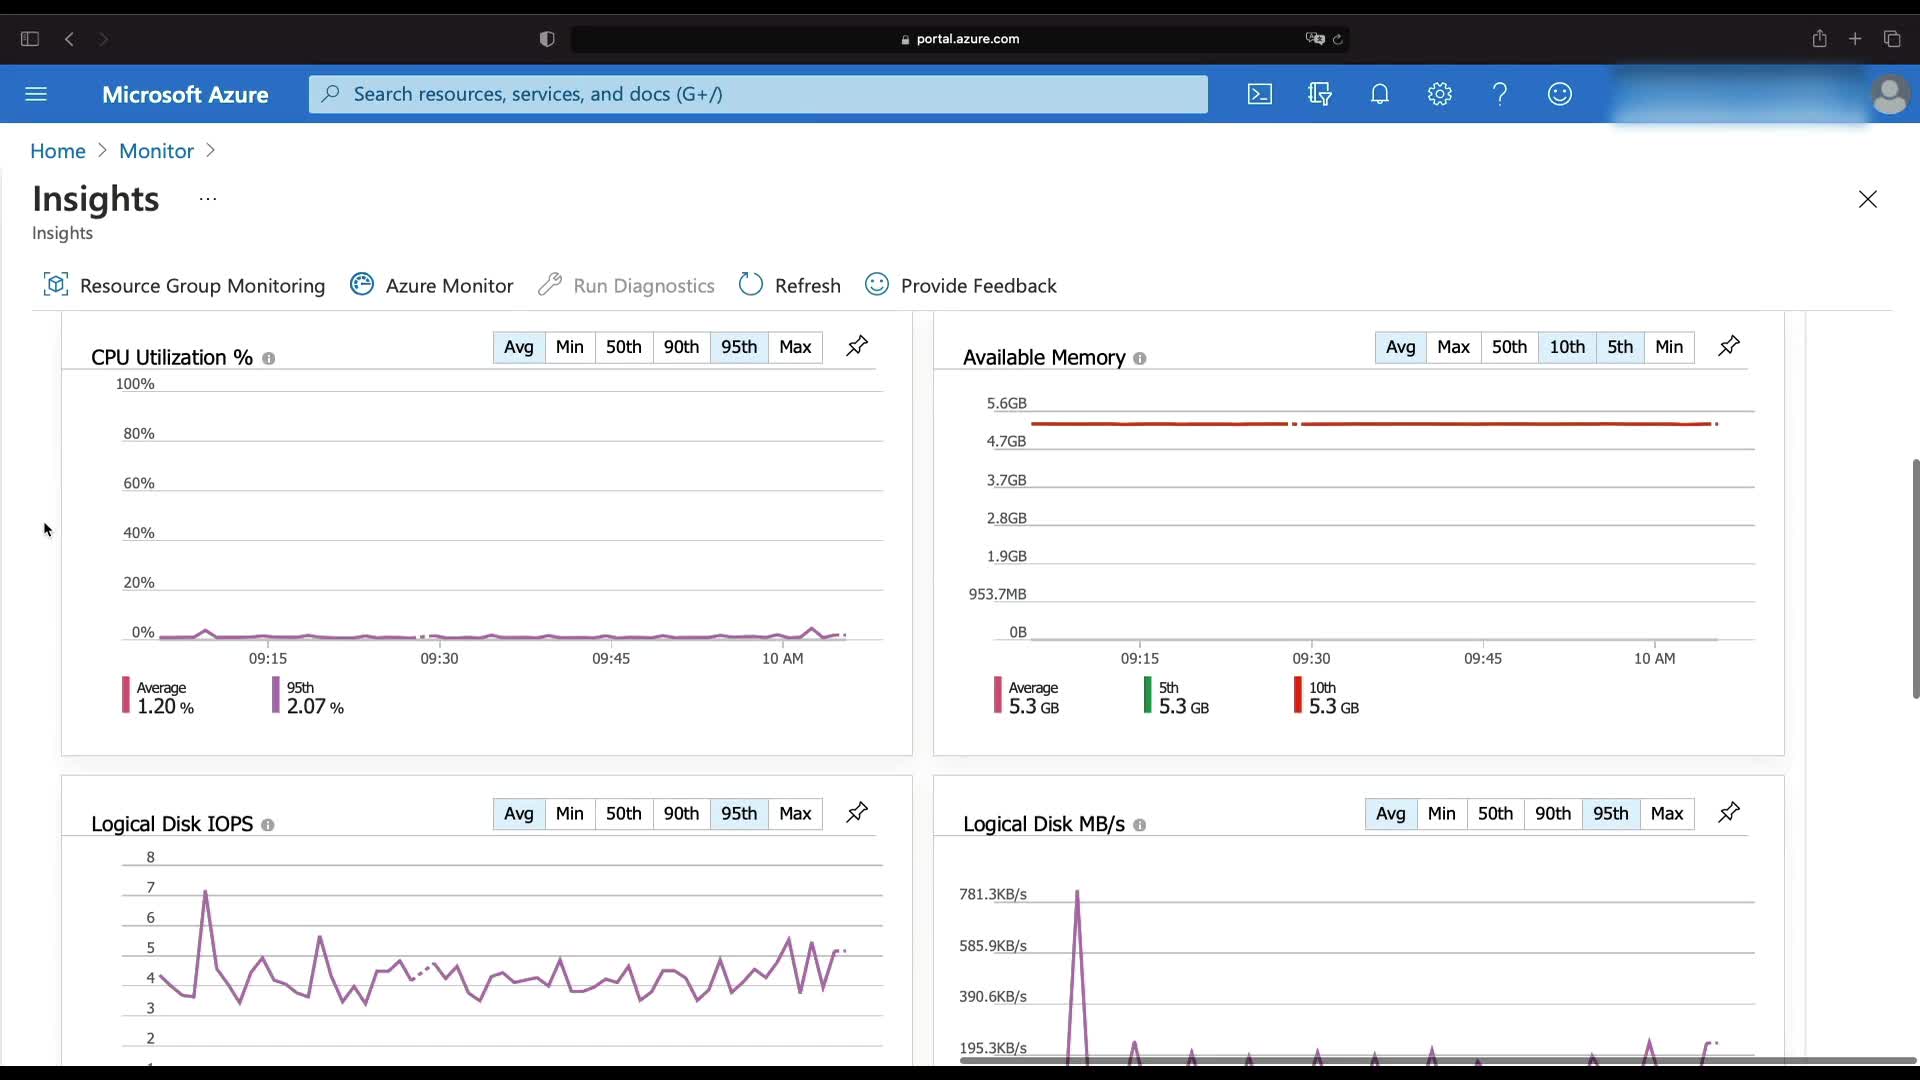 portal.azure.com
Microsoft Azure
Search resources, services, and docs (G+/)
Home > Monitor >
Insights ...
Insights
Resource Group Monitoring Azure Monitor Run Diagnostics Refresh Provide Feedback
CPU Utilization %
Avg Min 50th 90th 95th Max
100%
80%
60%
40%
20%
0%
09:15 09:30 09:45 10 AM
Average 95th
1.20 % 2.07 %
Available Memory
Avg Max 50th 10th 5th Min
5.6GB
4.7GB
3.7GB
2.8GB
1.9GB
953.7MB
0B
09:15 09:30 09:45 10 AM
Average 5th 10th
5.3 GB 5.3 GB 5.3 GB
Logical Disk IOPS
Avg Min 50th 90th 95th Max
8
7
6
5
4
3
2
Logical Disk MB/s
Avg Min 50th 90th 95th Max
781.3KB/s
585.9KB/s
390.6KB/s
195.3KB/s